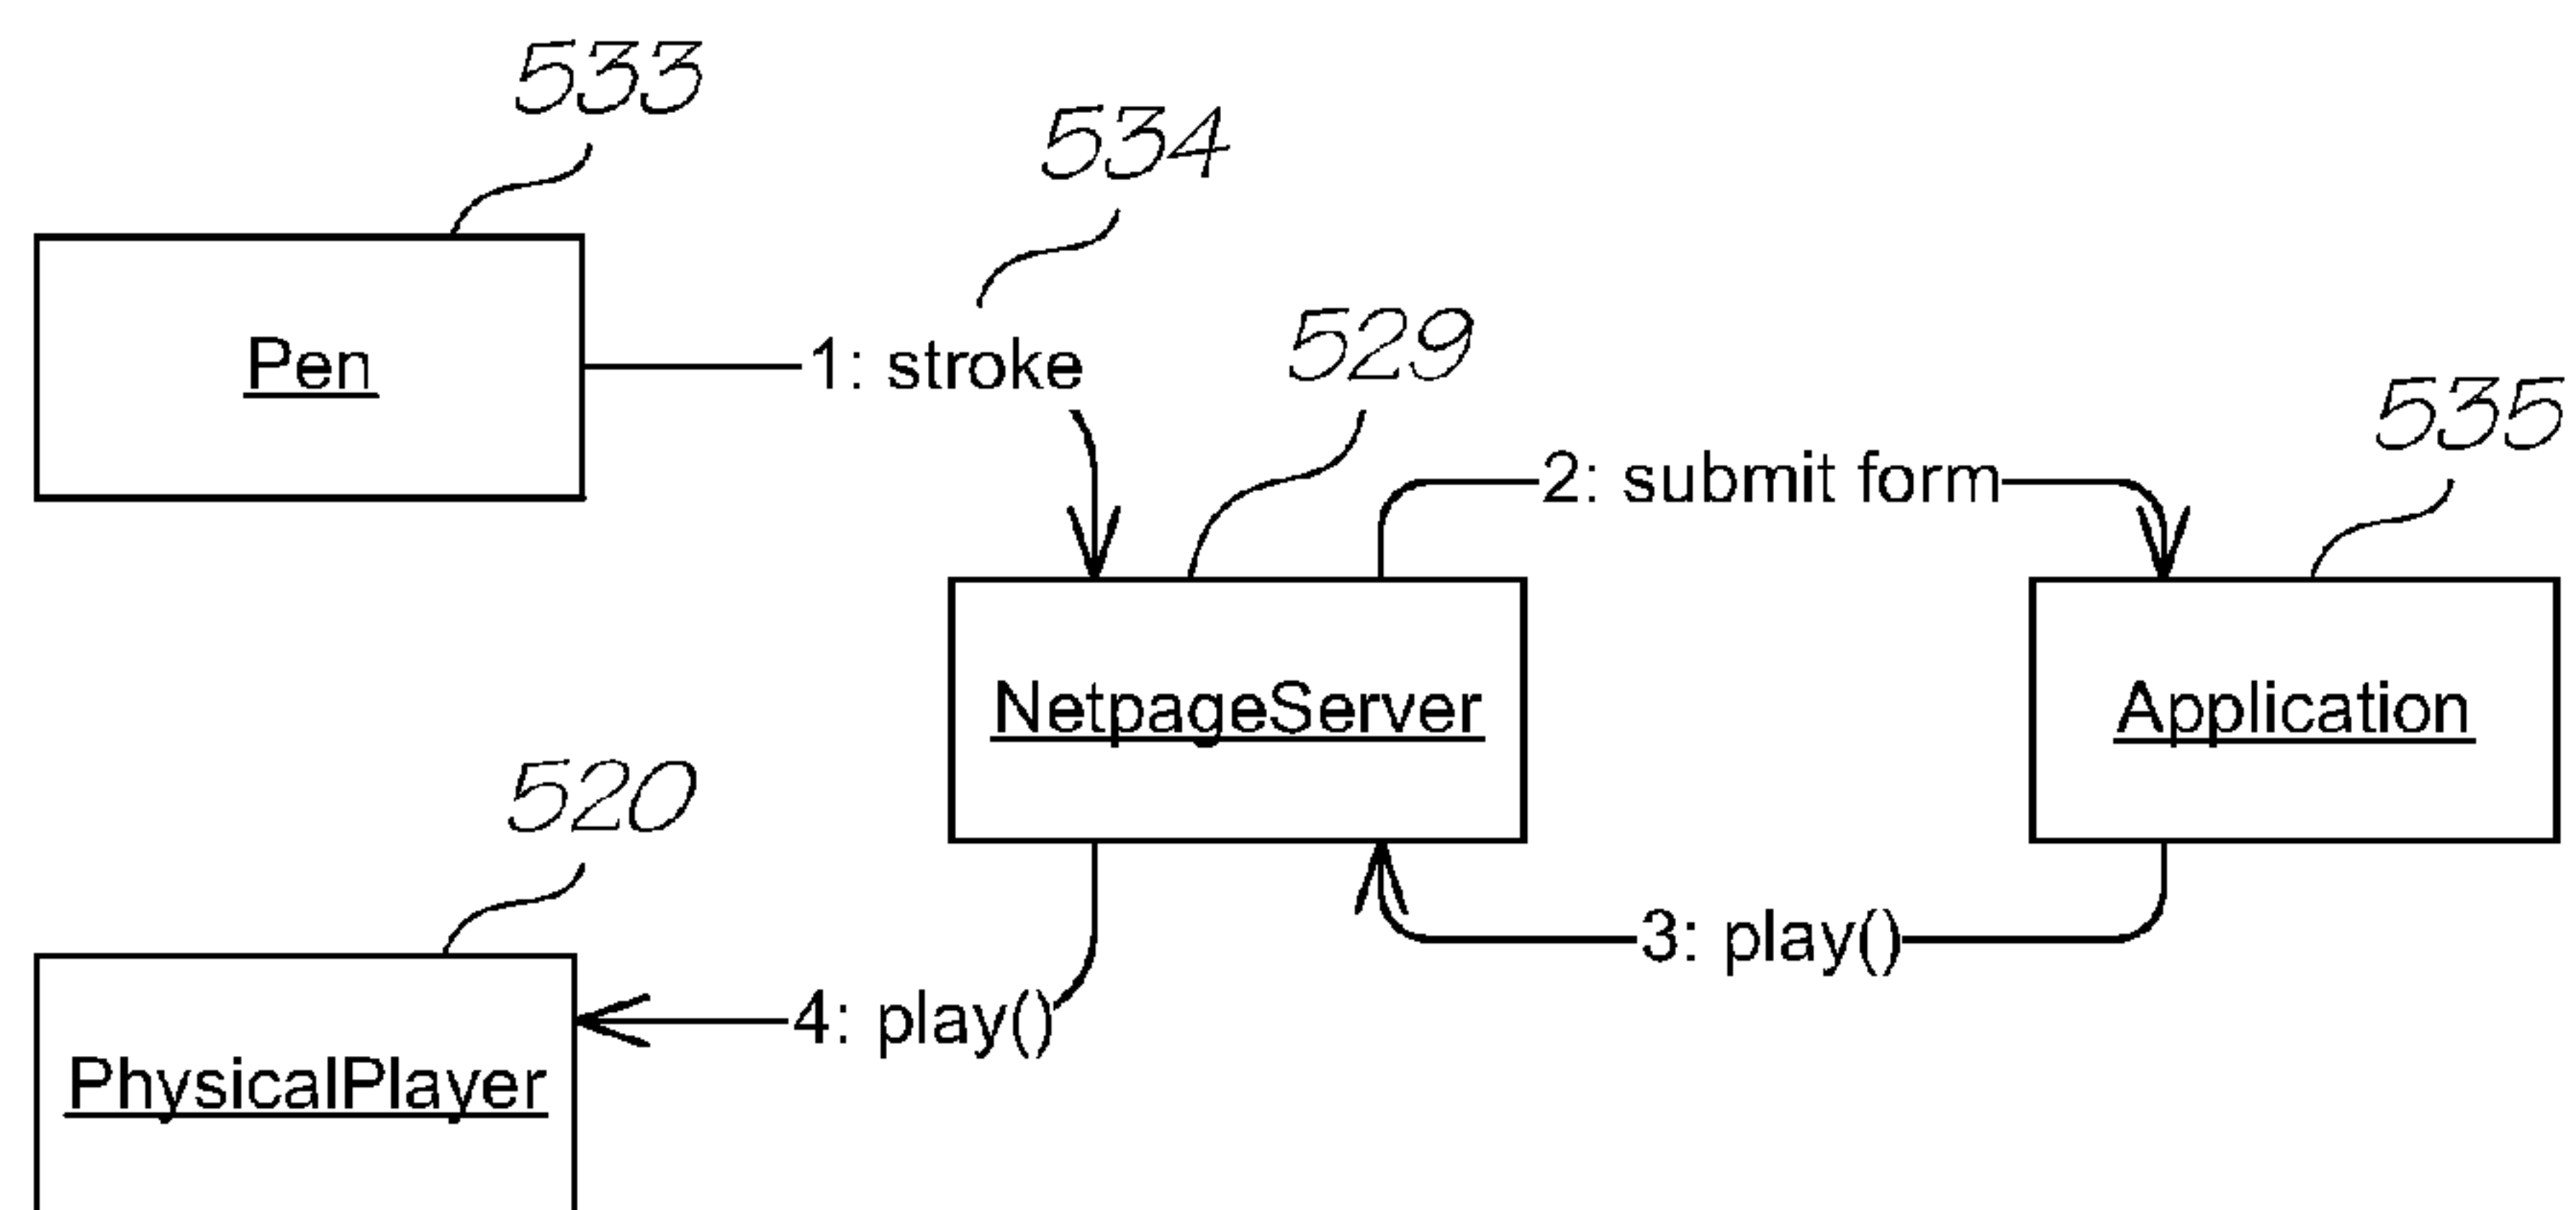 533
534
Pen
1: stroke
529
535
2: submit form
NetpageServer
Application
520
3: play()
4: play()
PhysicalPlayer